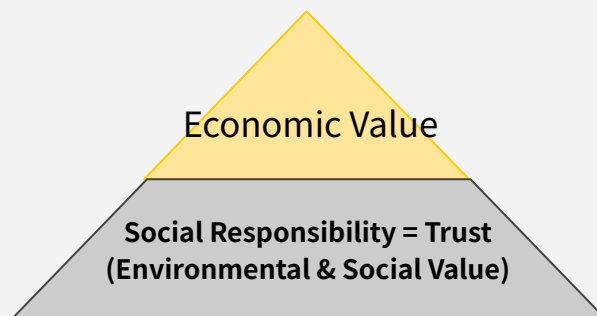 Economic Value
Social Responsibility = Trust
(Environmental & Social Value)